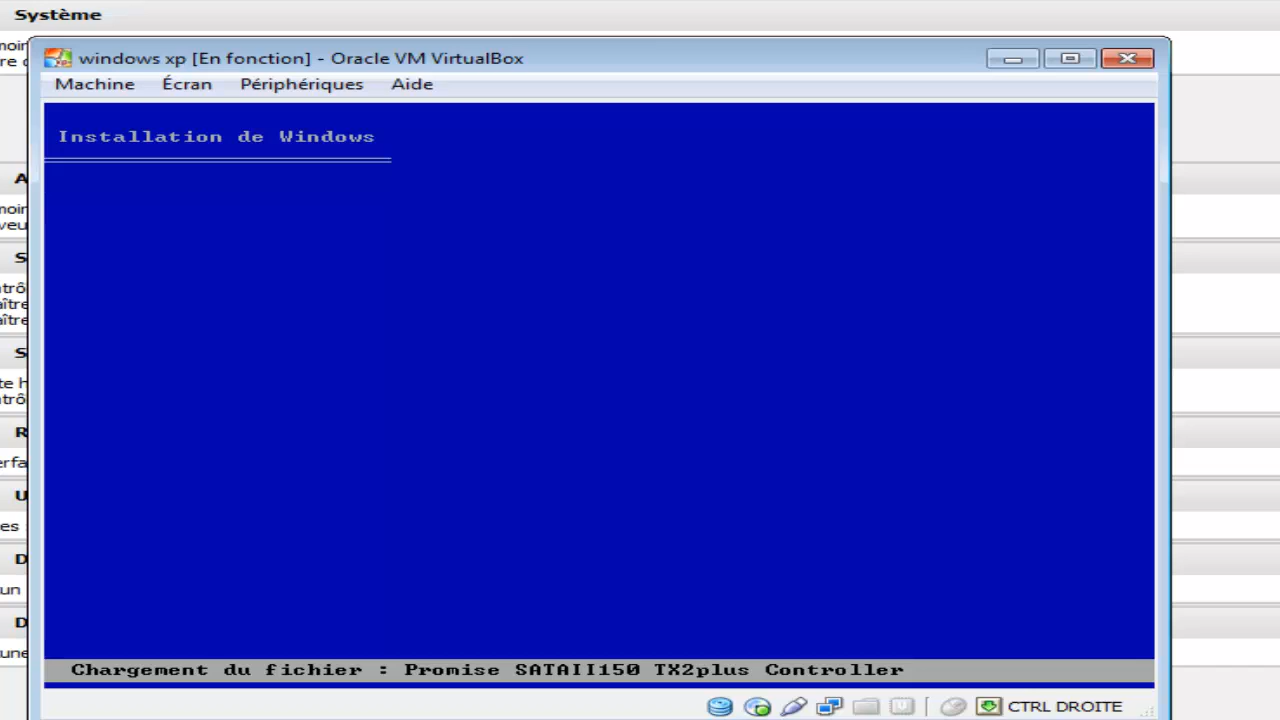 Système
windows xp [En fonction] - Oracle VM VirtualBox
Machine Écran Périphériques Aide
Installation de Windows
Chargement du fichier : Promise SATAII150 TX2plus Controller
CTRL DROITE